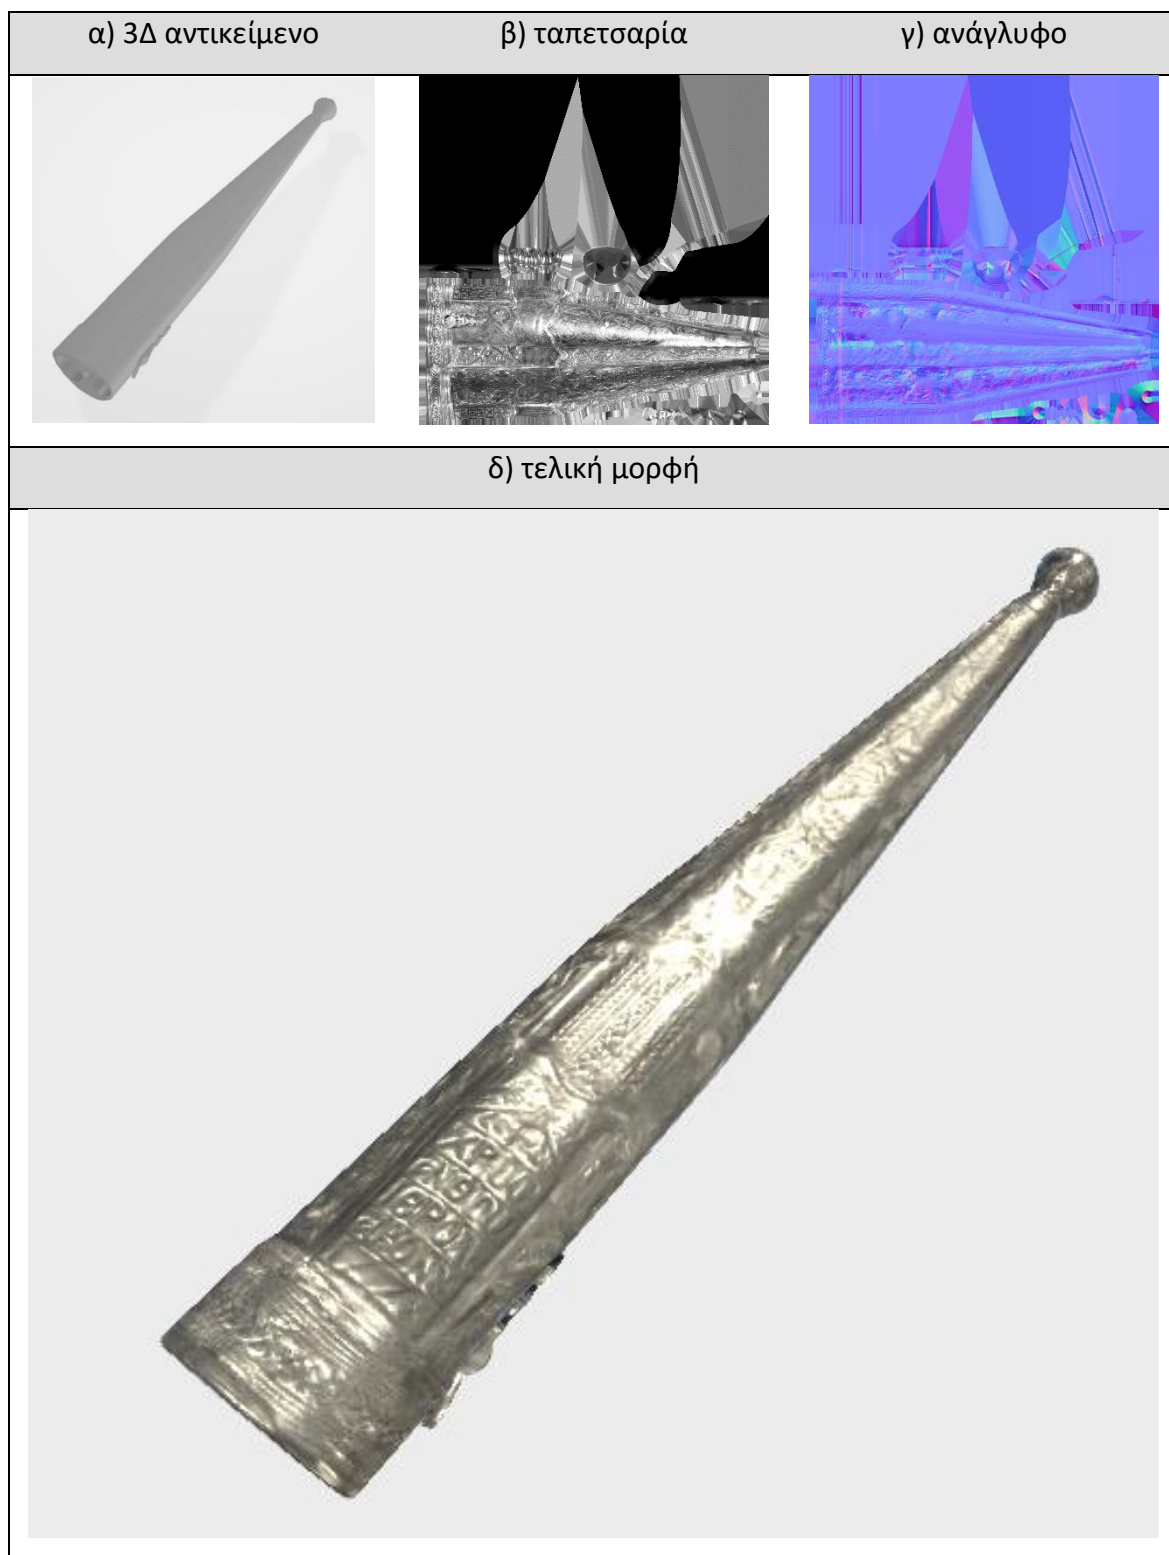 α) 3Δ αντικείμενο
β) ταπετσαρία
γ) ανάγλυφο
δ) τελική μορφή